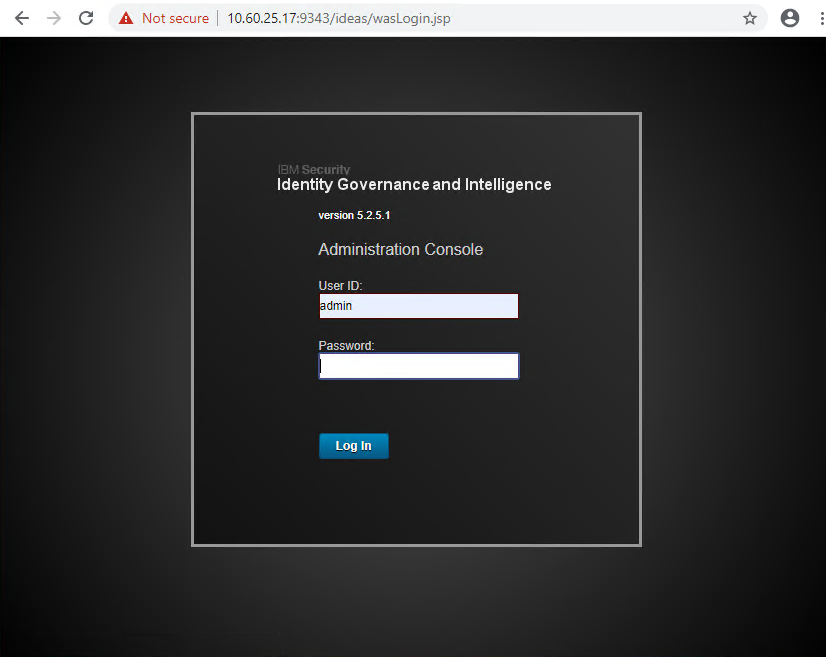 Not secure 10.60.25.17:9343/ideas/wasLogin.jsp
IBM Security
Identity Governance and Intelligence
version 5.2.5.1
Administration Console
User ID:
admin
Password:
Log In